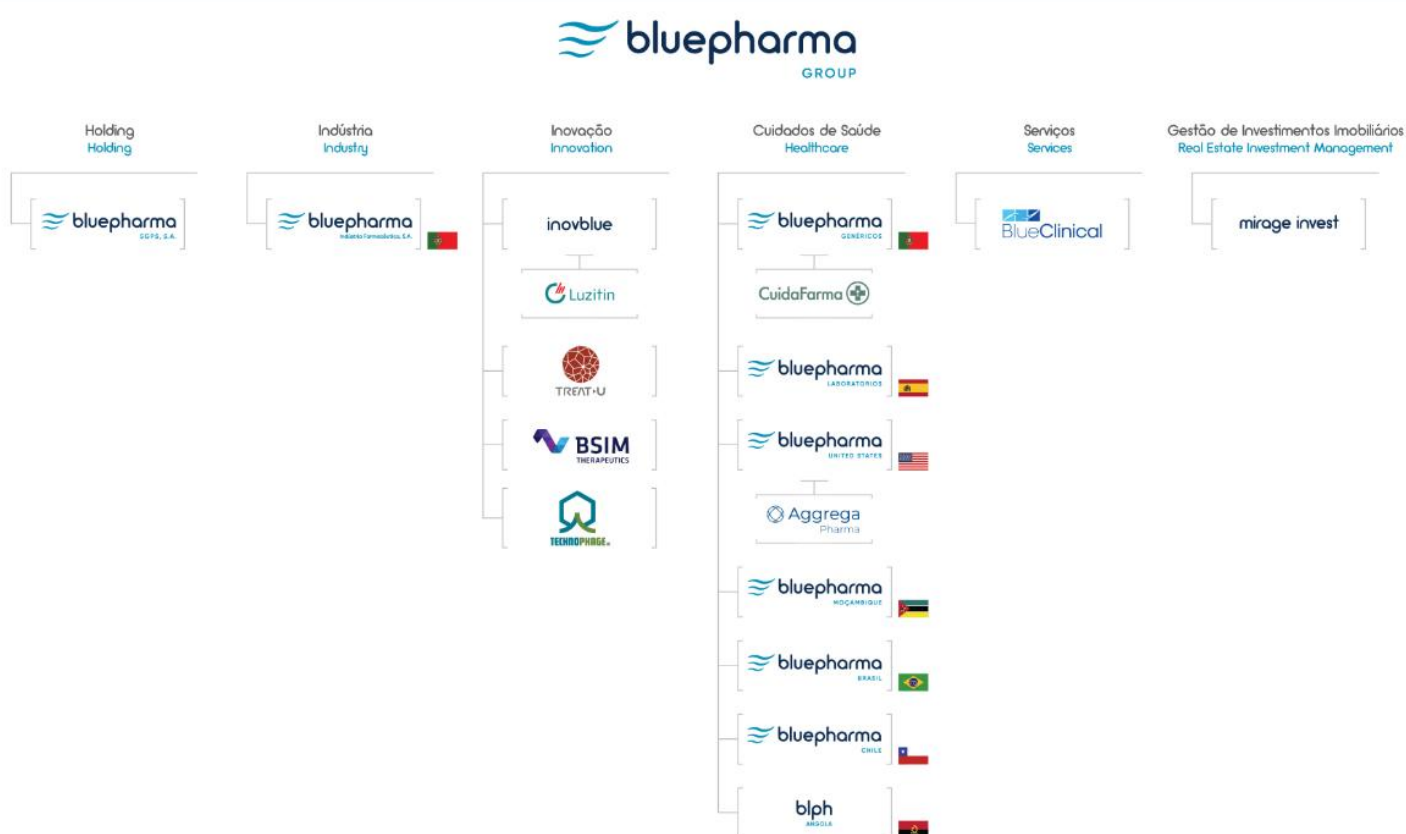 bluepharma
GROUP
Holding
Holding
bluepharma
SGPS, S.A.
Indústria
Industry
bluepharma
Indústria Farmacêutica, S.A.
Inovação
Innovation
inovblue
Luzitin
TREAT•U
BSIM
THERAPEUTICS
TECHNOPHAGE
Cuidados de Saúde
Healthcare
bluepharma
GENÉRICOS
CuidaFarma
bluepharma
LABORATORIOS
bluepharma
UNITED STATES
Aggrega
Pharma
bluepharma
MOÇAMBIQUE
bluepharma
BRASIL
bluepharma
CHILE
blph
ANGOLA
Serviços
Services
BlueClinical
Gestão de Investimentos Imobiliários
Real Estate Investment Management
mirage invest